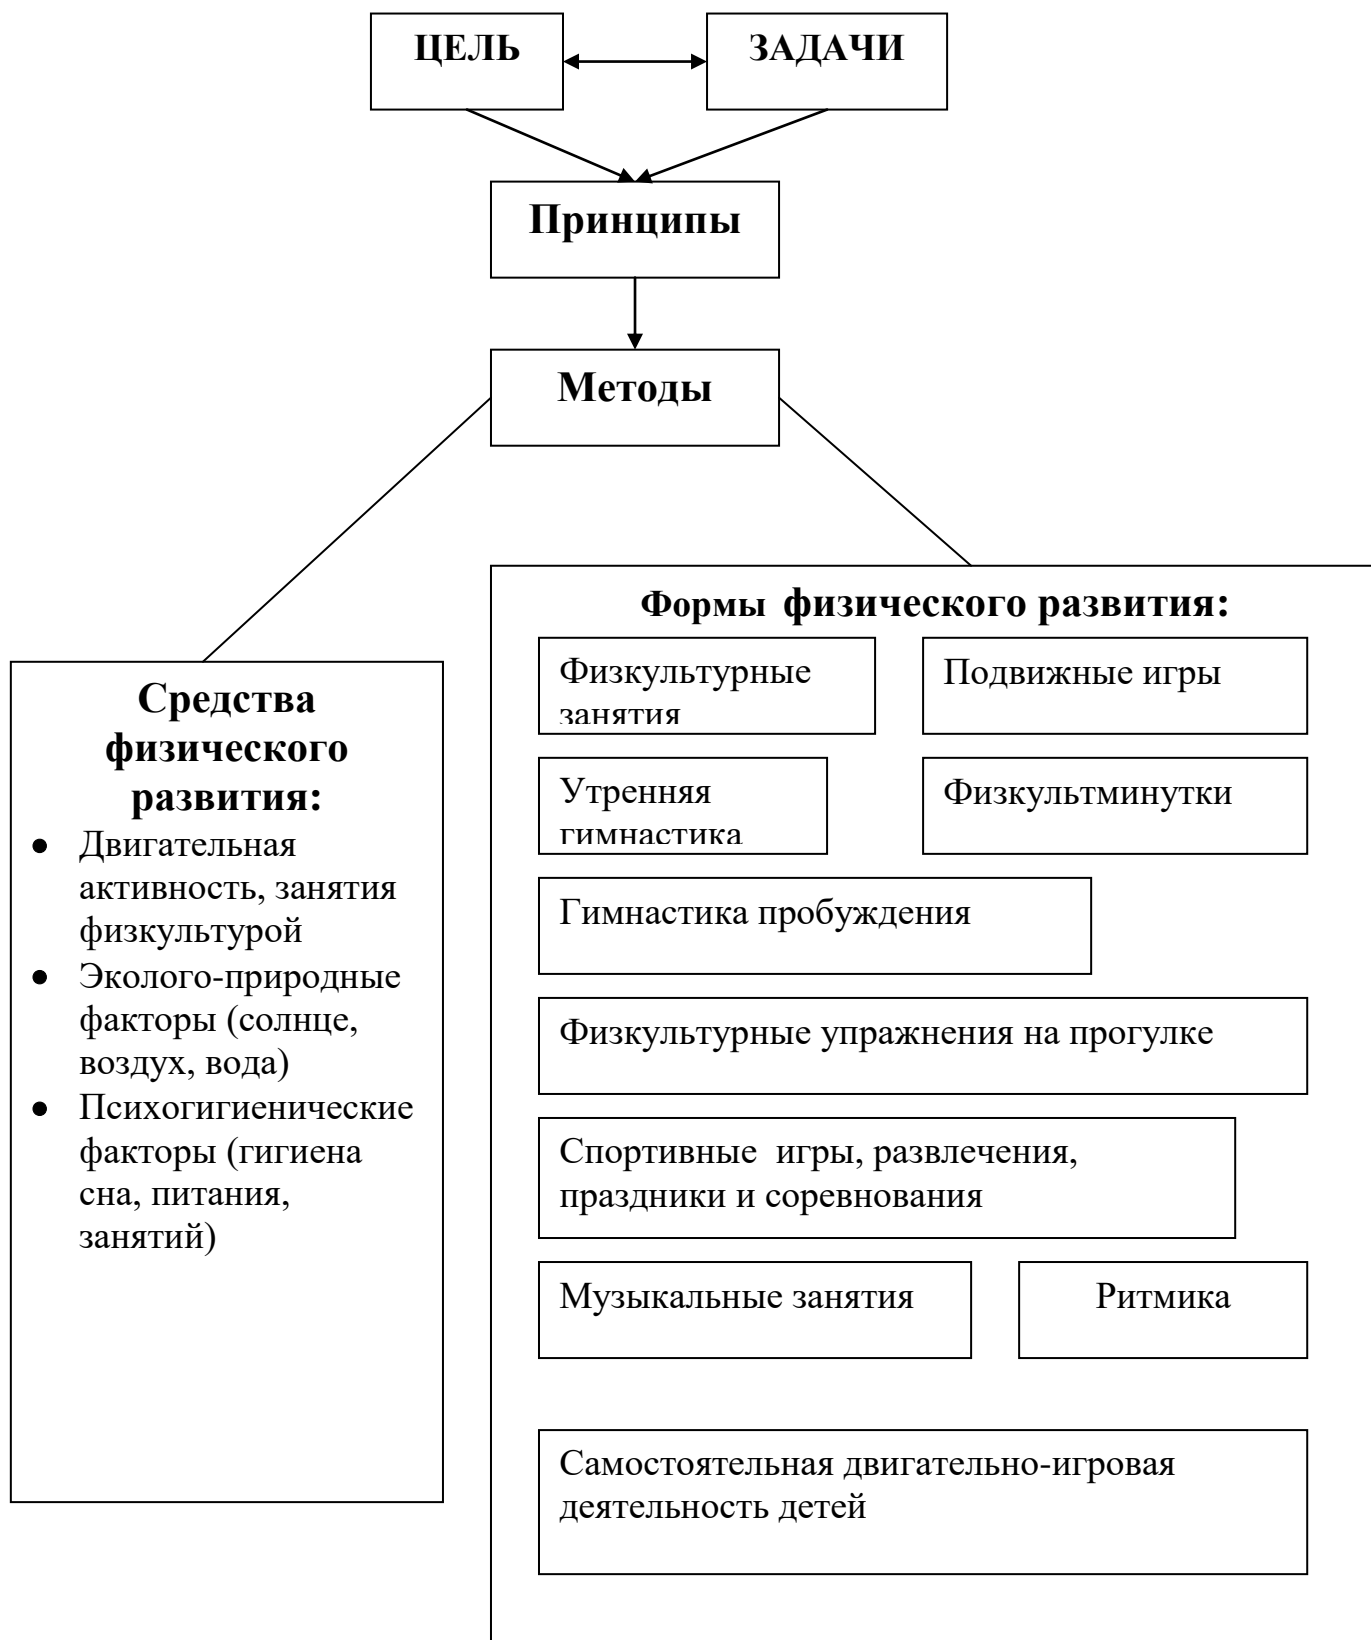 ЦЕЛЬ
ЗАДАЧИ
Принципы
Методы
Средства
физического
развития:
● Двигательная
активность, занятия
физкультурой
● Эколого-природные
факторы (солнце,
воздух, вода)
● Психогигиенические
факторы (гигиена
сна, питания,
занятий)
Формы физического развития:
Физкультурные
занятия
Подвижные игры
Утренняя
гимнастика
Физкультминутки
Гимнастика пробуждения
Физкультурные упражнения на прогулке
Спортивные игры, развлечения,
праздники и соревнования
Музыкальные занятия
Ритмика
Самостоятельная двигательно-игровая
деятельность детей